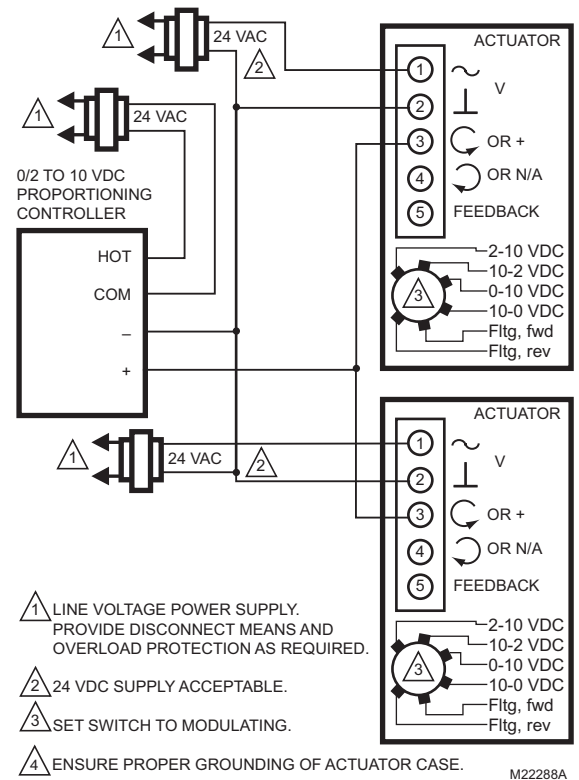 1
24 VAC
2
ACTUATOR
1
V
2
3
OR +
4
OR N/A
5
FEEDBACK
2-10 VDC
10-2 VDC
0-10 VDC
10-0 VDC
Fltg, fwd
Fltg, rev
3
1
24 VAC
0/2 TO 10 VDC
PROPORTIONING
CONTROLLER
HOT
COM
–
+
1
24 VAC
2
ACTUATOR
1
V
2
3
OR +
4
OR N/A
5
FEEDBACK
2-10 VDC
10-2 VDC
0-10 VDC
10-0 VDC
Fltg, fwd
Fltg, rev
3
1 LINE VOLTAGE POWER SUPPLY.
PROVIDE DISCONNECT MEANS AND
OVERLOAD PROTECTION AS REQUIRED.
2 24 VDC SUPPLY ACCEPTABLE.
3 SET SWITCH TO MODULATING.
4 ENSURE PROPER GROUNDING OF ACTUATOR CASE.
M22288A